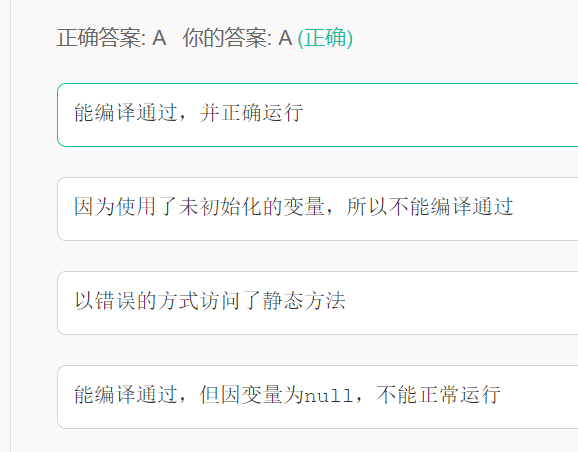 正确答案: A 你的答案: A (正确)
能编译通过，并正确运行
因为使用了未初始化的变量，所以不能编译通过
以错误的方式访问了静态方法
能编译通过，但因变量为null，不能正常运行